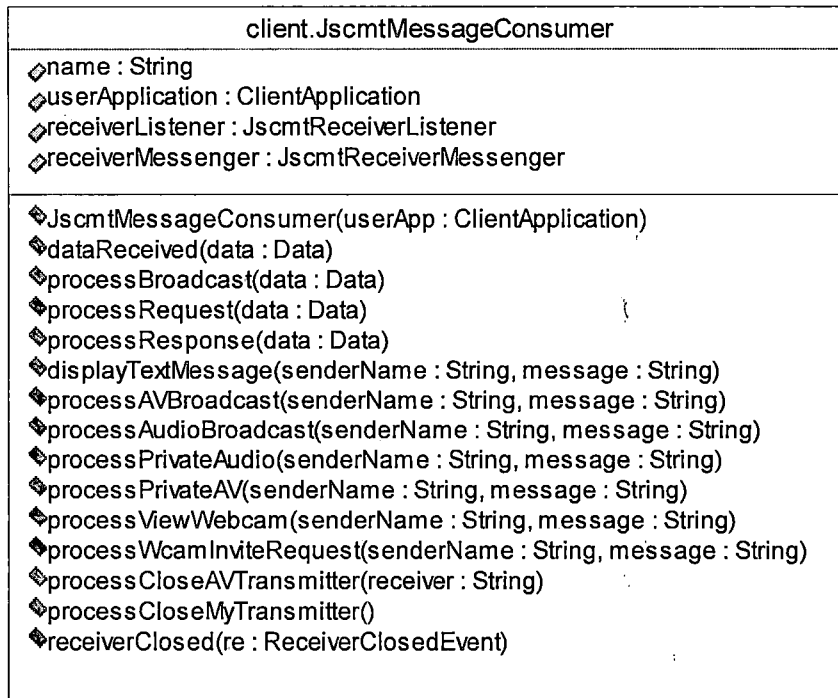 client.JscmtMessageConsumer
name : String
userApplication : ClientApplication
receiverListener : JscmtReceiverListener
receiverMessenger : JscmtReceiverMessenger
JscmtMessageConsumer(userApp : ClientApplication)
dataReceived(data : Data)
processBroadcast(data : Data)
processRequest(data : Data)
processResponse(data : Data)
displayTextMessage(senderName : String, message : String)
processAVBroadcast(senderName : String, message : String)
processAudioBroadcast(senderName : String, message : String)
processPrivateAudio(senderName : String, message : String)
processPrivateAV(senderName : String, message : String)
processViewWebcam(senderName : String, message : String)
processWcamInviteRequest(senderName : String, message : String)
processCloseAVTransmitter(receiver : String)
processCloseMyTransmitter()
receiverClosed(re : ReceiverClosedEvent)